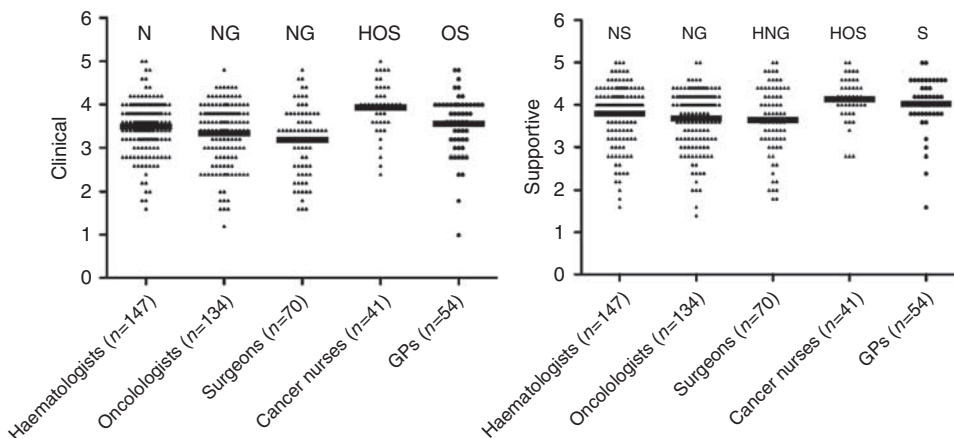 6
5
4
3
2
1
0
Clinical
N NG NG HOS OS
Haematologists (n=147)
Oncolologists (n=134)
Surgeons (n=70)
Cancer nurses (n=41)
GPs (n=54)
6
5
4
3
2
1
0
Supportive
NS NG HNG HOS S
Haematologists (n=147)
Oncolologists (n=134)
Surgeons (n=70)
Cancer nurses (n=41)
GPs (n=54)